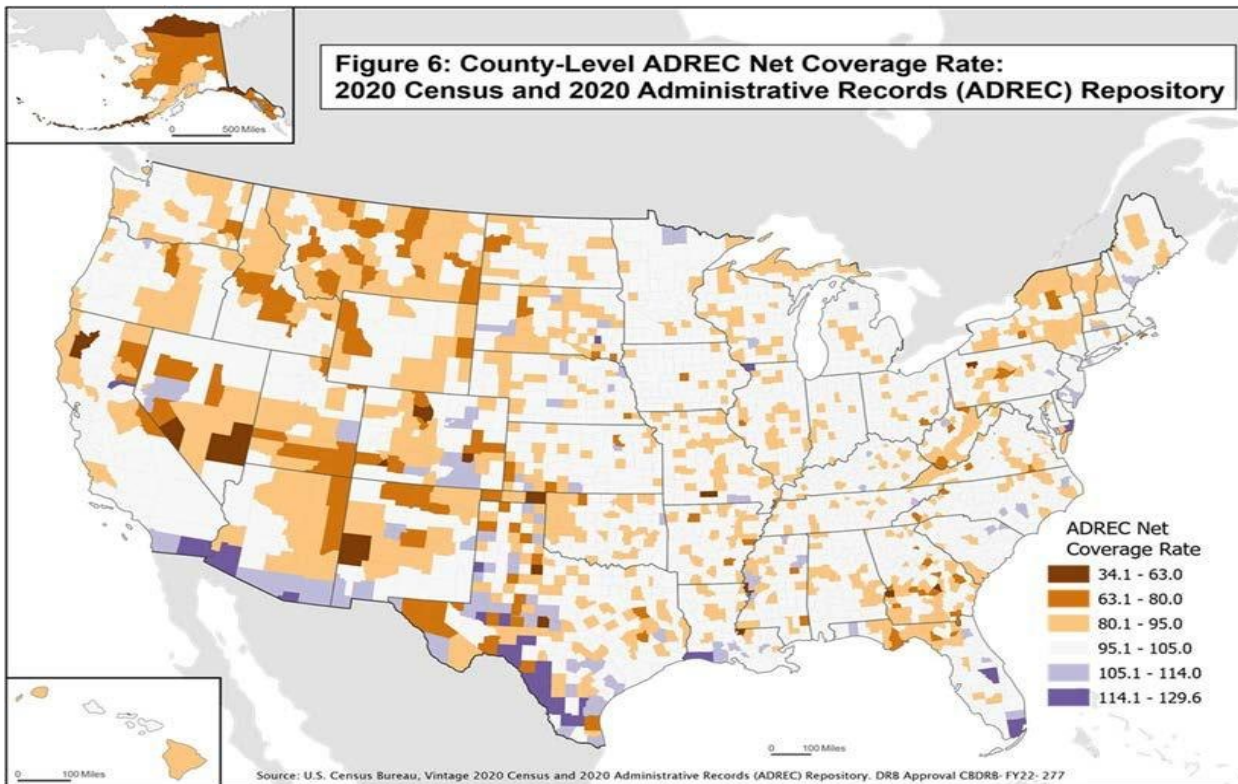 Figure 6: County-Level ADREC Net Coverage Rate:
2020 Census and 2020 Administrative Records (ADREC) Repository
0 500 Miles
ADREC Net
Coverage Rate
34.1 - 63.0
63.1 - 80.0
80.1 - 95.0
95.1 - 105.0
105.1 - 114.0
114.1 - 129.6
0 100 Miles
0 100 Miles
Source: U.S. Census Bureau, Vintage 2020 Census and 2020 Administrative Records (ADREC) Repository. DRB Approval CBDRB- FY22- 277